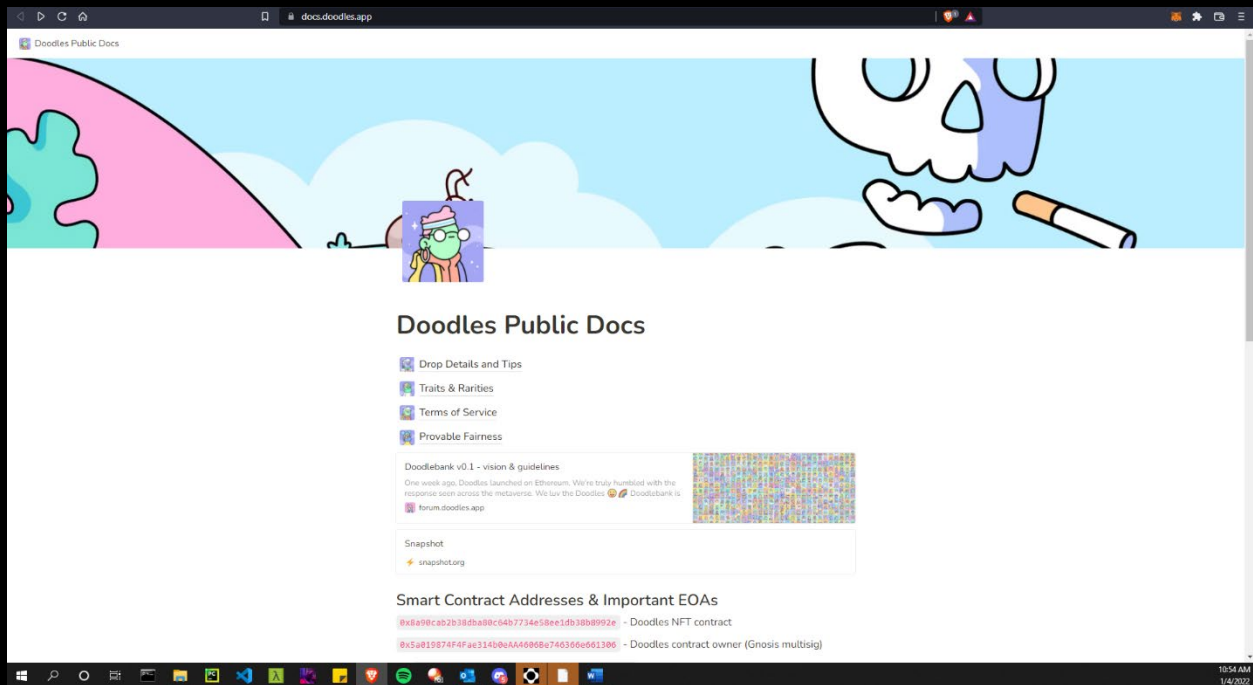 docs.doodles.app
Doodles Public Docs
Doodles Public Docs
Drop Details and Tips
Traits & Rarities
Terms of Service
Provable Fairness
Doodlebank v0.1 - vision & guidelines
One week ago, Doodles launched on Ethereum. We're truly humbled with the
response seen across the metaverse. We luv the Doodles 😄 🌈 Doodlebank is
forum.doodles.app
Snapshot
snapshot.org
Smart Contract Addresses & Important EOAs
- Doodles NFT contract
- Doodles contract owner (Gnosis multisig)
10:54 AM
1/4/2022